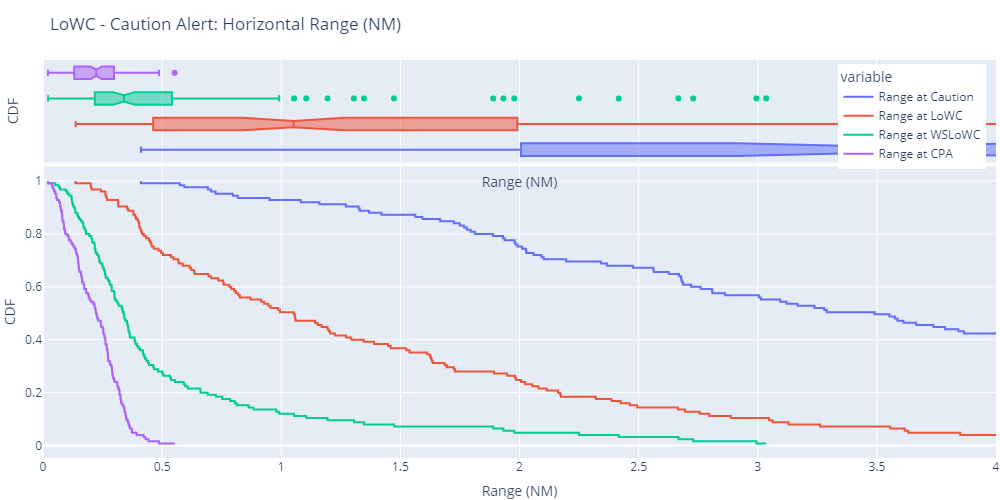 LoWC - Caution Alert: Horizontal Range (NM)
CDF
variable
Range at Caution
Range at LoWC
Range at WSLoWC
Range at CPA
Range (NM)
CDF
1
0.8
0.6
0.4
0.2
0
0 0.5 1 1.5 2 2.5 3 3.5 4
Range (NM)